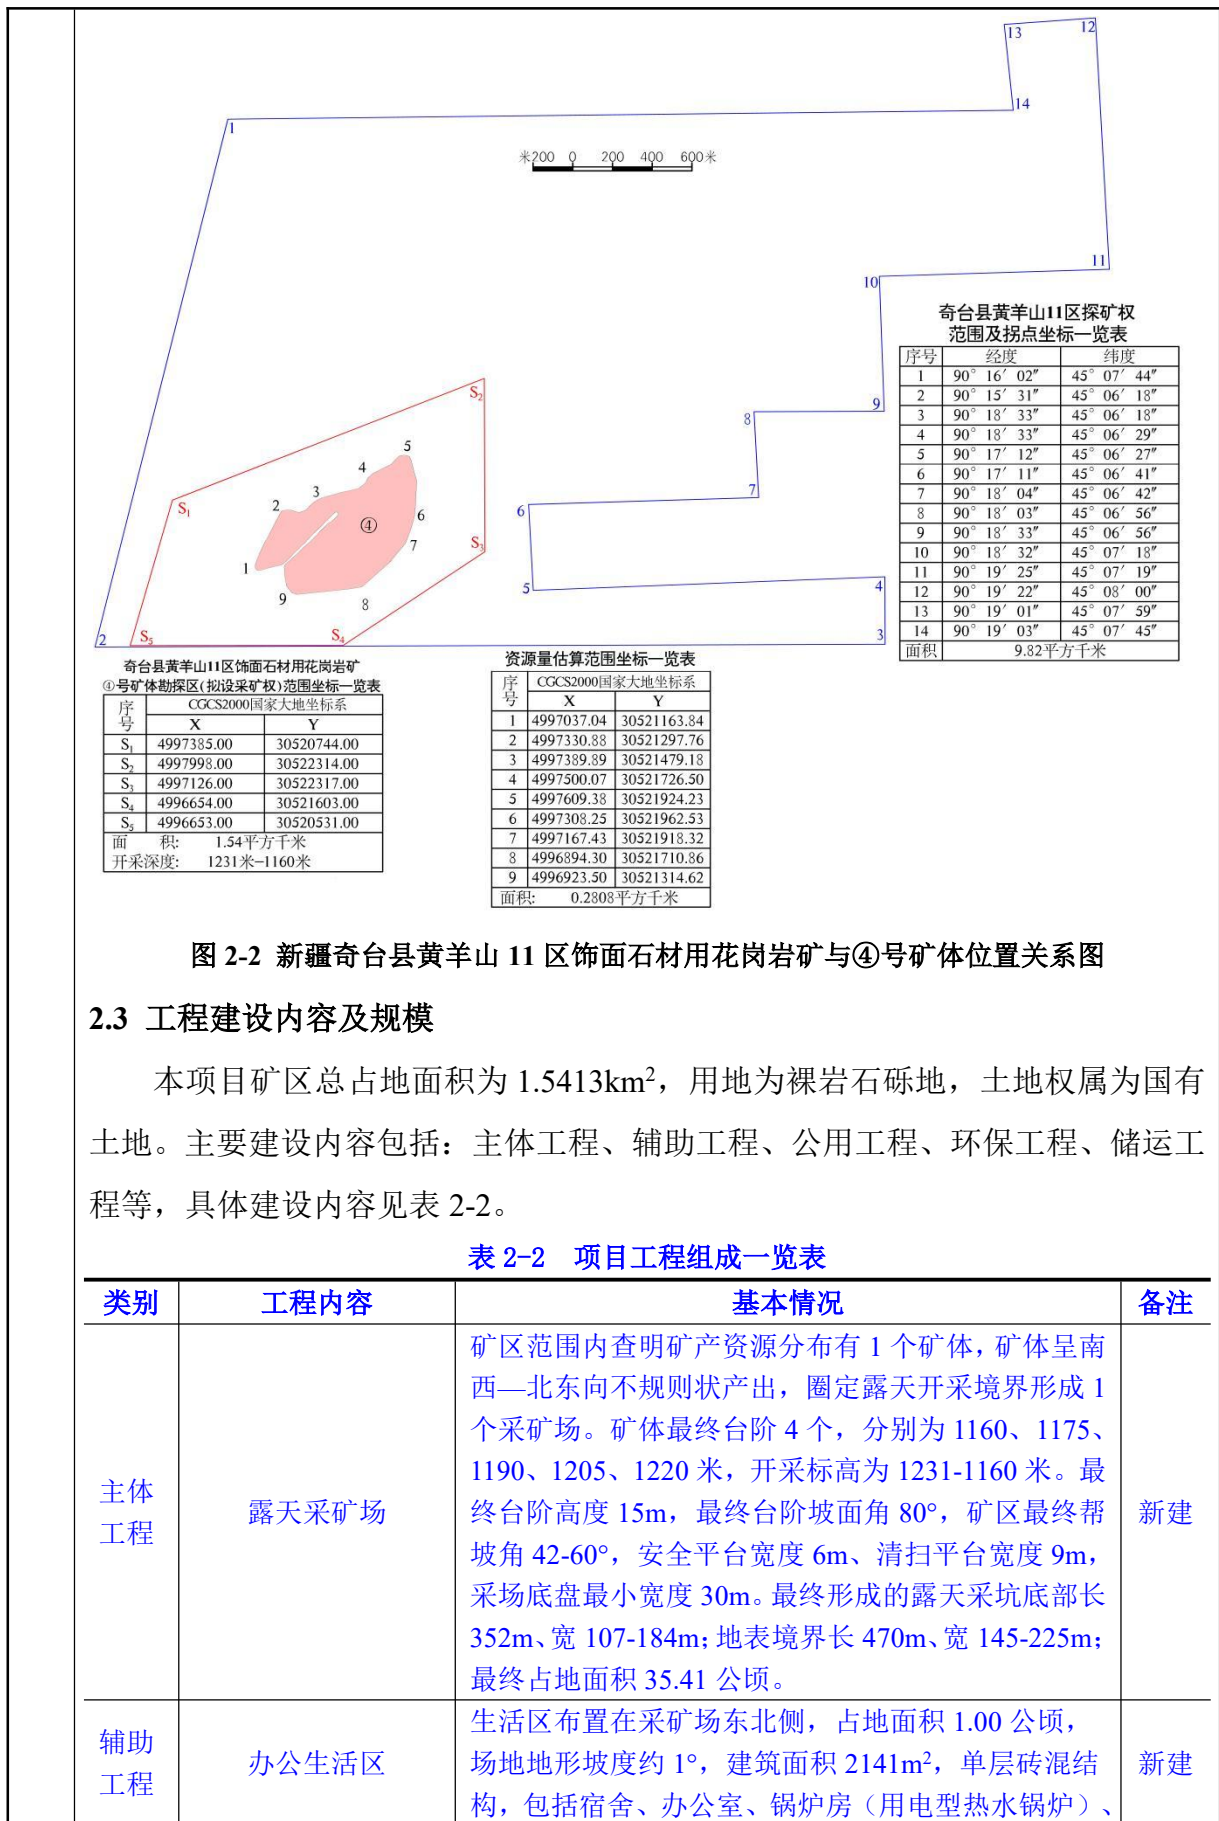 1
2
3
4
5
6
7
8
9
10
11
12
13
14
米200 0 200 400 600米
S₁
S₂
S₃
S₄
S₅
1
2
3
4
5
6
7
8
9
④
奇台县黄羊山11区探矿权
范围及拐点坐标一览表
序号 经度 纬度
1 90° 16′ 02″ 45° 07′ 44″
2 90° 15′ 31″ 45° 06′ 18″
3 90° 18′ 33″ 45° 06′ 18″
4 90° 18′ 33″ 45° 06′ 29″
5 90° 17′ 12″ 45° 06′ 27″
6 90° 17′ 11″ 45° 06′ 41″
7 90° 18′ 04″ 45° 06′ 42″
8 90° 18′ 03″ 45° 06′ 56″
9 90° 18′ 33″ 45° 06′ 56″
10 90° 18′ 32″ 45° 07′ 18″
11 90° 19′ 25″ 45° 07′ 19″
12 90° 19′ 22″ 45° 08′ 00″
13 90° 19′ 01″ 45° 07′ 59″
14 90° 19′ 03″ 45° 07′ 45″
面积 9.82平方千米
奇台县黄羊山11区饰面石材用花岗岩矿
④号矿体勘探区(拟设采矿权)范围坐标一览表
序号 CGCS2000国家大地坐标系
X Y
S₁ 4997385.00 30520744.00
S₂ 4997998.00 30522314.00
S₃ 4997126.00 30522317.00
S₄ 4996654.00 30521603.00
S₅ 4996653.00 30520531.00
面 积: 1.54平方千米
开采深度: 1231米-1160米
资源量估算范围坐标一览表
序号 CGCS2000国家大地坐标系
X Y
1 4997037.04 30521163.84
2 4997330.88 30521297.76
3 4997389.89 30521479.18
4 4997500.07 30521726.50
5 4997609.38 30521924.23
6 4997308.25 30521962.53
7 4997167.43 30521918.32
8 4996894.30 30521710.86
9 4996923.50 30521314.62
面积: 0.2808平方千米
图 2-2 新疆奇台县黄羊山 11 区饰面石材用花岗岩矿与④号矿体位置关系图
2.3 工程建设内容及规模
本项目矿区总占地面积为 1.5413km²，用地为裸岩石砾地，土地权属为国有
土地。主要建设内容包括：主体工程、辅助工程、公用工程、环保工程、储运工
程等，具体建设内容见表 2-2。
表 2-2 项目工程组成一览表
类别 工程内容 基本情况 备注
主体
工程
露天采矿场
矿区范围内查明矿产资源分布有 1 个矿体，矿体呈南
西—北东向不规则状产出，圈定露天开采境界形成 1
个采矿场。矿体最终台阶 4 个，分别为 1160、1175、
1190、1205、1220 米，开采标高为 1231-1160 米。最
终台阶高度 15m，最终台阶坡面角 80°，矿区最终帮
坡角 42-60°，安全平台宽度 6m、清扫平台宽度 9m，
采场底盘最小宽度 30m。最终形成的露天采坑底部长
352m、宽 107-184m；地表境界长 470m、宽 145-225m；
最终占地面积 35.41 公顷。
新建
辅助
工程
办公生活区
生活区布置在采矿场东北侧，占地面积 1.00 公顷，
场地地形坡度约 1°，建筑面积 2141m²，单层砖混结
构，包括宿舍、办公室、锅炉房（用电型热水锅炉）、
新建